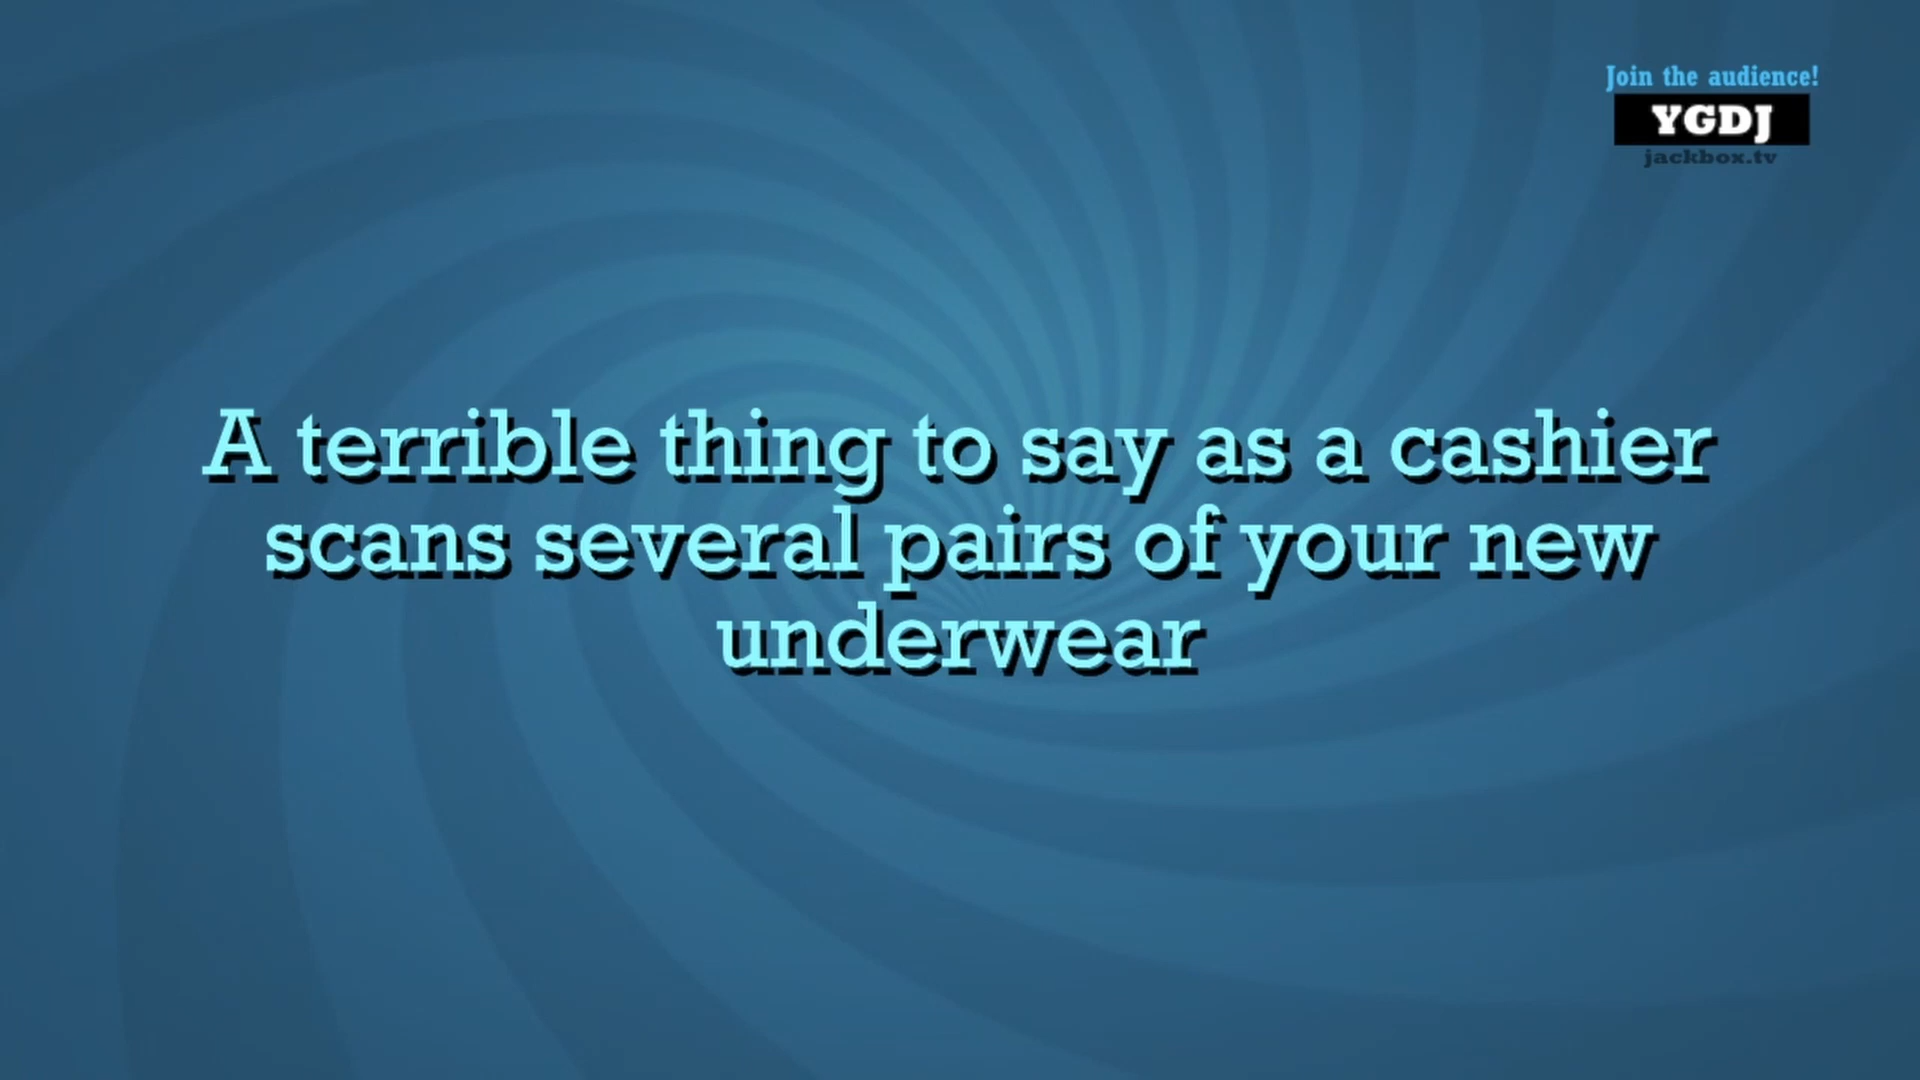 Join the audience!
YGDJ
jackbox.tv
A terrible thing to say as a cashier
scans several pairs of your new
underwear